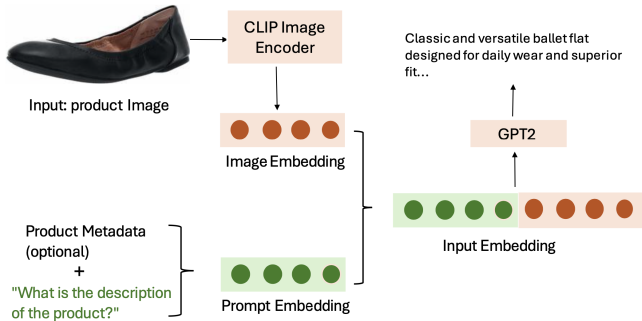 CLIP Image
Encoder
Input: product Image
Image Embedding
Product Metadata
(optional)
+
"What is the description
of the product?"
Prompt Embedding
Classic and versatile ballet flat
designed for daily wear and superior
fit...
GPT2
Input Embedding